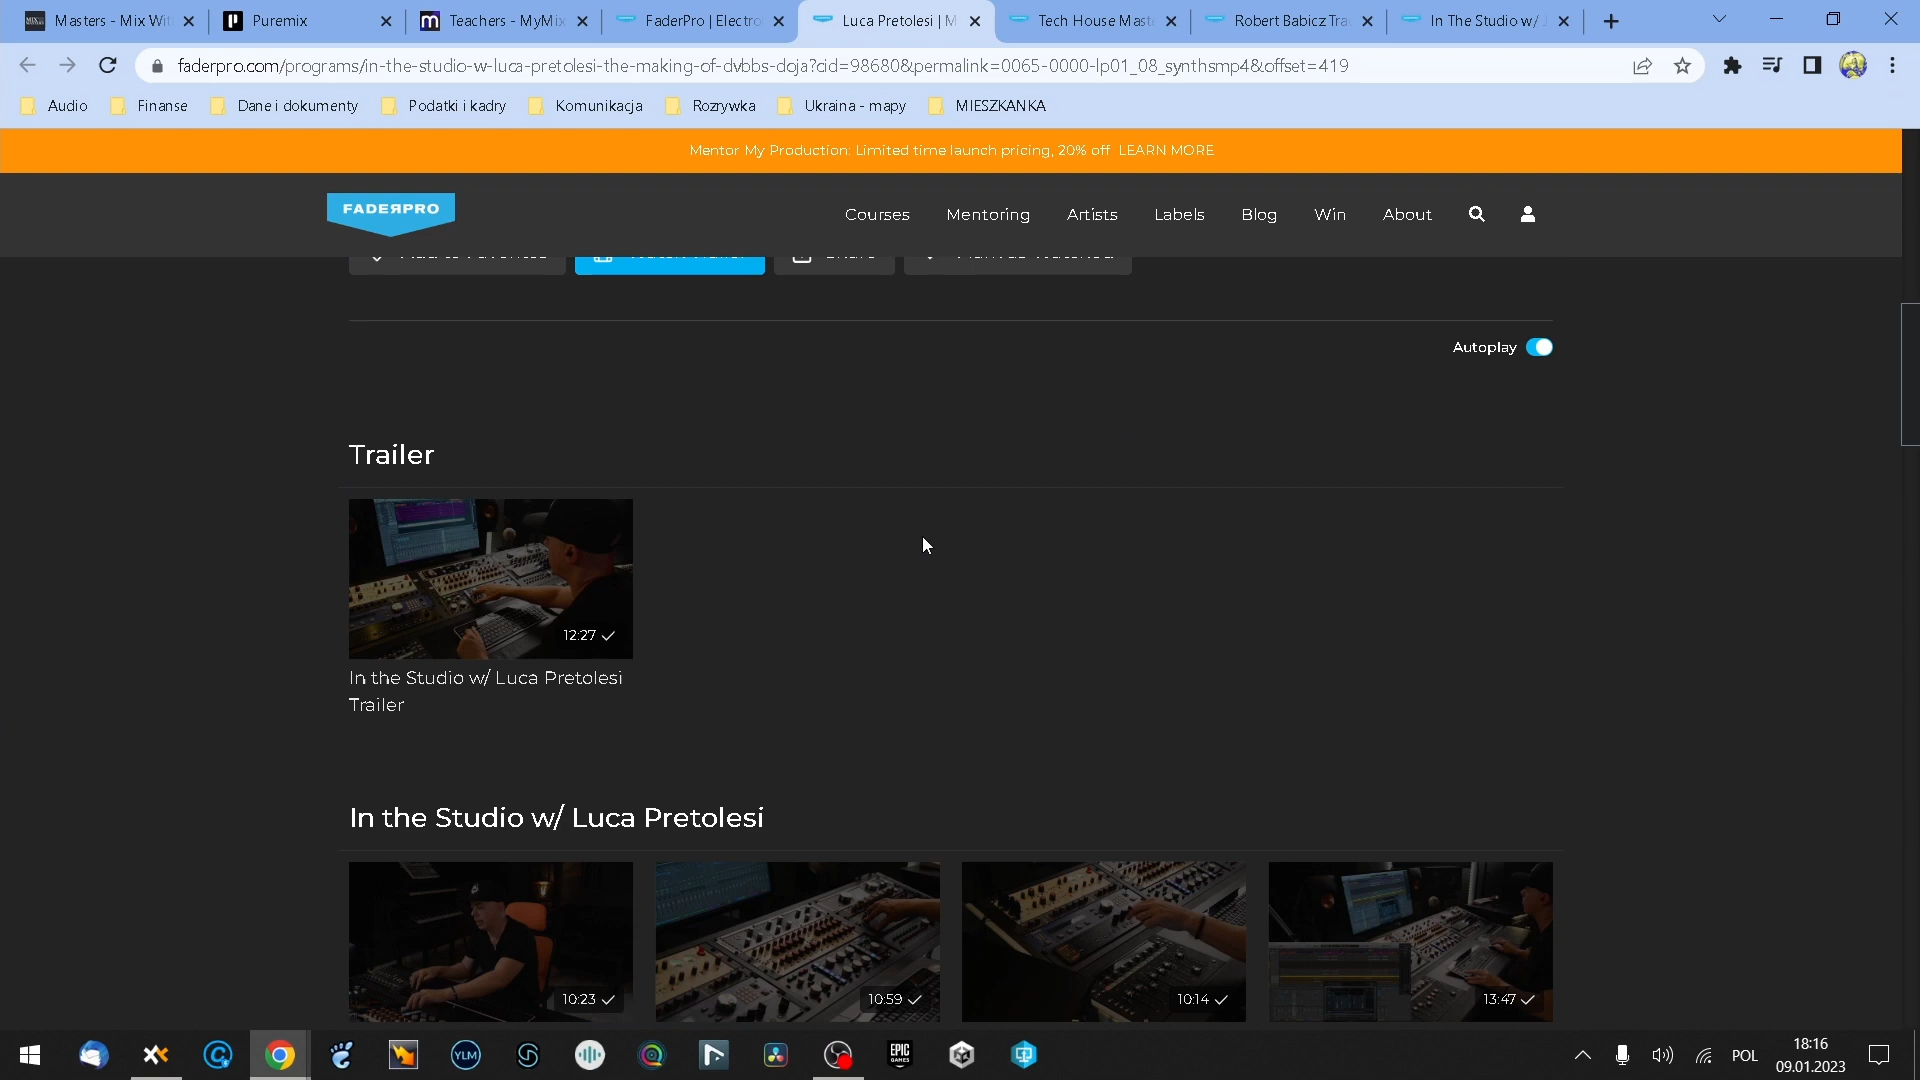 Masters - Mix Wit
Puremix
Teachers - MyMix
FaderPro | Electro
Luca Pretolesi | M
Tech House Mast
Robert Babicz Tra
In The Studio w/ J
faderpro.com/programs/in-the-studio-w-luca-pretolesi-the-making-of-dvbbs-doja?cid=98680&permalink=0065-0000-lp01_08_synthsmp4&offset=419
Audio
Finanse
Dane i dokumenty
Podatki i kadry
Komunikacja
Rozrywka
Ukraina - mapy
MIESZKANKA
Mentor My Production: Limited time launch pricing, 20% off LEARN MORE
FADERPRO
Courses
Mentoring
Artists
Labels
Blog
Win
About
Autoplay
Trailer
12:27
In the Studio w/ Luca Pretolesi
Trailer
In the Studio w/ Luca Pretolesi
10:23
10:59
10:14
13:47
YLM
EPIC
GAMES
POL
18:16
09.01.2023